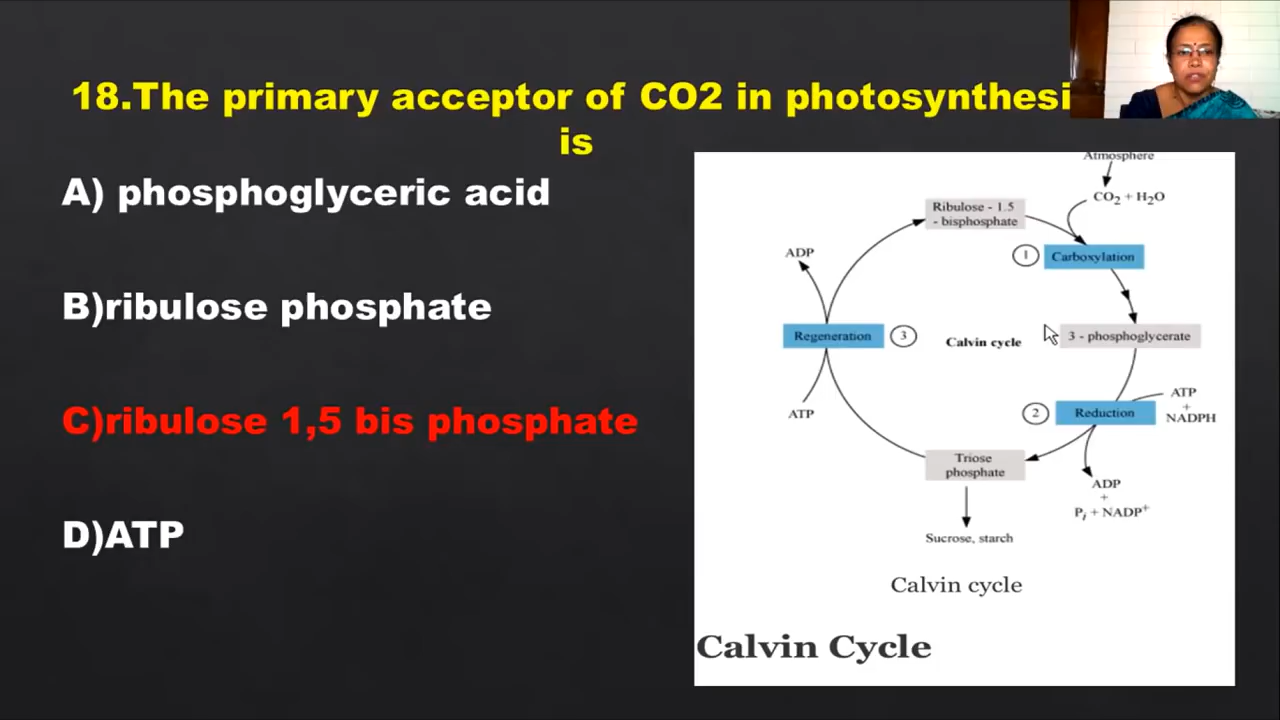 18.The primary acceptor of CO2 in photosynthesi
is
A) phosphoglyceric acid
B)ribulose phosphate
C)ribulose 1,5 bis phosphate
D)ATP
Atmosphere
CO₂ + H₂O
Ribulose - 1.5
- bisphosphate
1
Carboxylation
ADP
Regeneration
3
Calvin cycle
3 - phosphoglycerate
ATP
2
Reduction
ATP
+
NADPH
Triose
phosphate
ADP
+
Pᵢ + NADP⁺
Sucrose, starch
Calvin cycle
Calvin Cycle